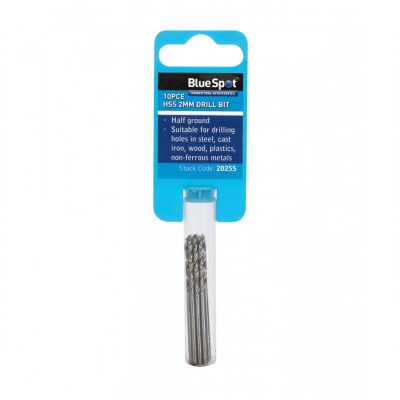 BlueSpot®
POWER TOOL ACCESSORIES
10PCE
HSS 2MM DRILL BIT
• Half ground
• Suitable for drilling
holes in steel, cast
iron, wood, plastics,
non-ferrous metals
Stock Code: 20255